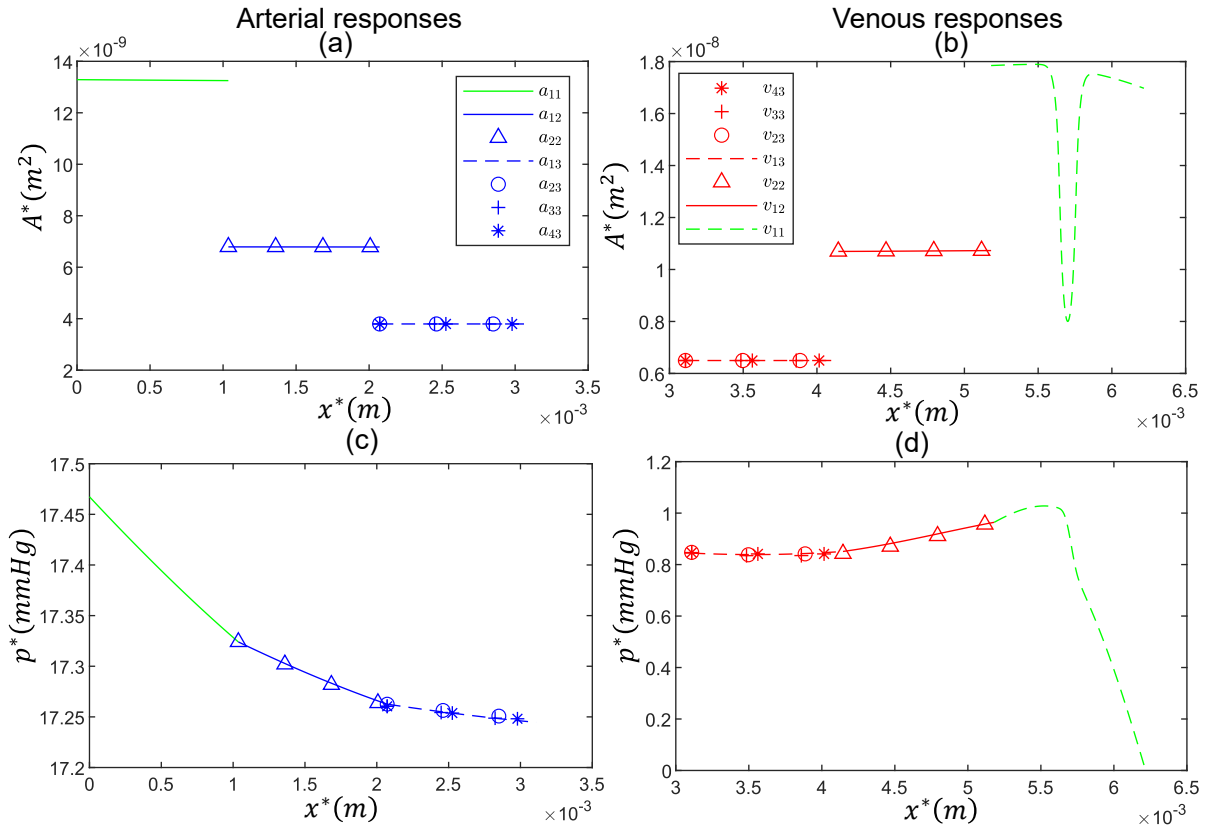 Arterial responses
Venous responses
(a)
×10⁻⁹
14
12
10
8
6
4
2
A*(m²)
0
0.5
1
1.5
2
2.5
3
3.5
x*(m)
×10⁻³
a₁₁
a₁₂
a₂₂
a₁₃
a₂₃
a₃₃
a₄₃
(b)
×10⁻⁸
1.8
1.6
1.4
1.2
1
0.8
0.6
A*(m²)
3
3.5
4
4.5
5
5.5
6
6.5
x*(m)
×10⁻³
v₄₃
v₃₃
v₂₃
v₁₃
v₂₂
v₁₂
v₁₁
(c)
17.5
17.45
17.4
17.35
17.3
17.25
17.2
p*(mmHg)
0
0.5
1
1.5
2
2.5
3
3.5
x*(m)
×10⁻³
(d)
1.2
1
0.8
0.6
0.4
0.2
0
p*(mmHg)
3
3.5
4
4.5
5
5.5
6
6.5
x*(m)
×10⁻³